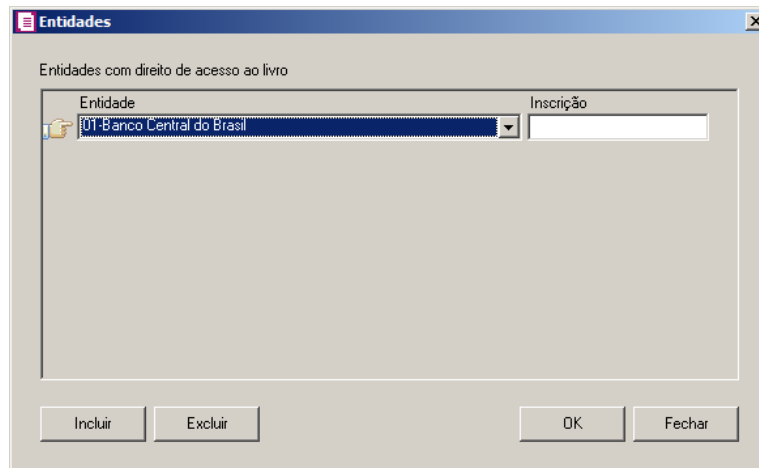 Entidades
Entidades com direito de acesso ao livro
Entidade Inscrição
01-Banco Central do Brasil
Incluir Excluir OK Fechar